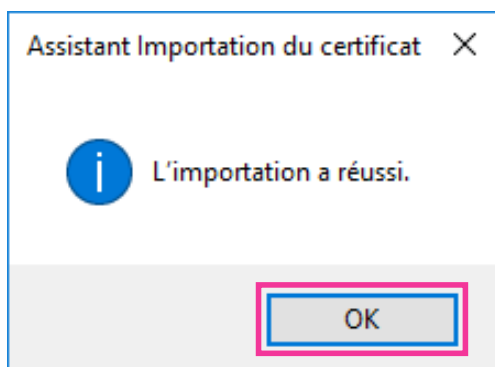 Assistant Importation du certificat
L'importation a réussi.
OK